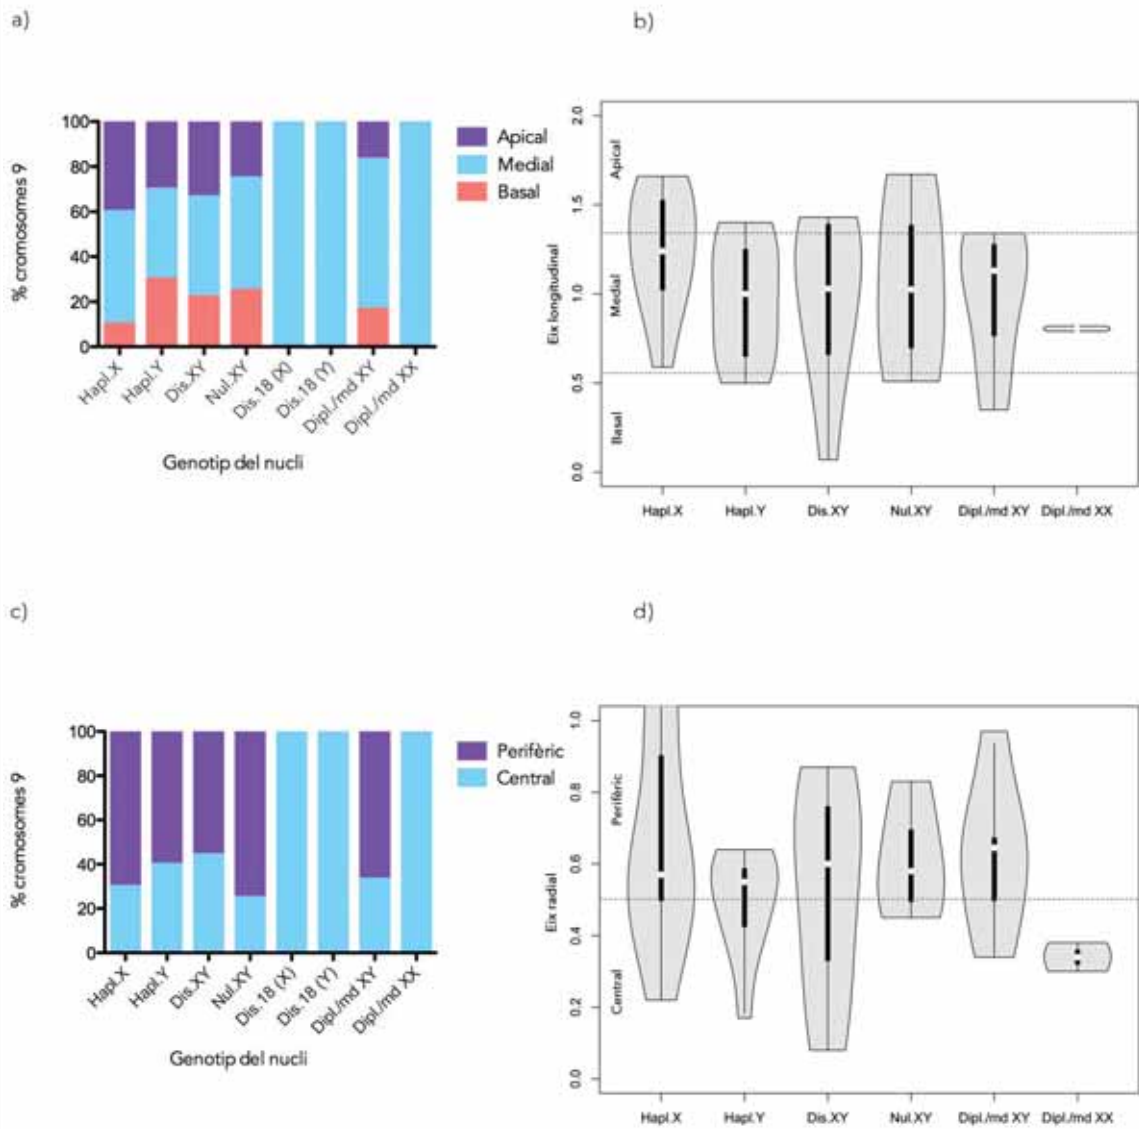 a)
% cromosomes 9
100
80
60
40
20
0
Apical
Medial
Basal
Hapl.X
Hapl.Y
Dis.XY
Nul.XY
Dis.18 (X)
Dis.18 (Y)
Dipl./md XY
Dipl./md XX
Genotip del nucli
b)
Eix longitudinal
Apical
Medial
Basal
2.0
1.5
1.0
0.5
0.0
Hapl.X
Hapl.Y
Dis.XY
Nul.XY
Dipl./md XY
Dipl./md XX
c)
% cromosomes 9
100
80
60
40
20
0
Perifèric
Central
Hapl.X
Hapl.Y
Dis.XY
Nul.XY
Dis.18 (X)
Dis.18 (Y)
Dipl./md XY
Dipl./md XX
Genotip del nucli
d)
Eix radial
Perifèric
Central
1.0
0.8
0.6
0.4
0.2
0.0
Hapl.X
Hapl.Y
Dis.XY
Nul.XY
Dipl./md XY
Dipl./md XX